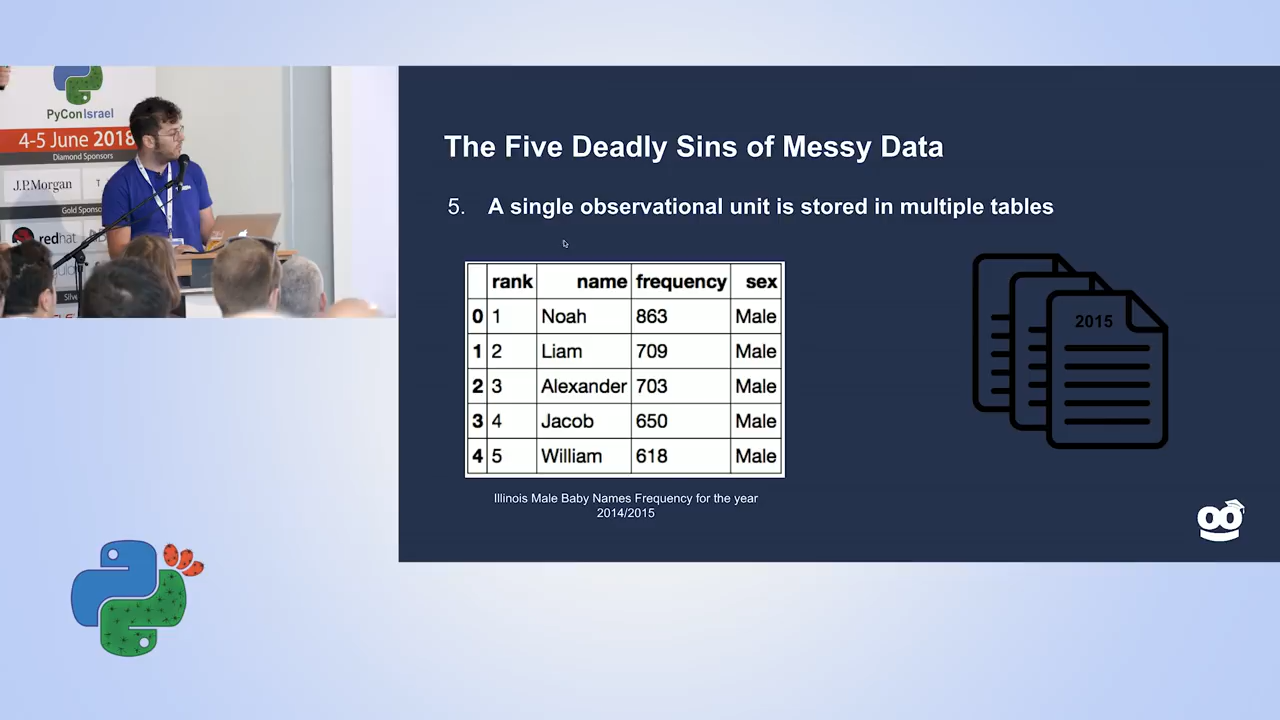 PyConIsrael
4-5 June 2018
Diamond Sponsors
J.P.Morgan
T
Gold Sponso
redhat
The Five Deadly Sins of Messy Data
5. A single observational unit is stored in multiple tables
rank name frequency sex
0 1 Noah 863 Male
1 2 Liam 709 Male
2 3 Alexander 703 Male
3 4 Jacob 650 Male
4 5 William 618 Male
Illinois Male Baby Names Frequency for the year
2014/2015
2015